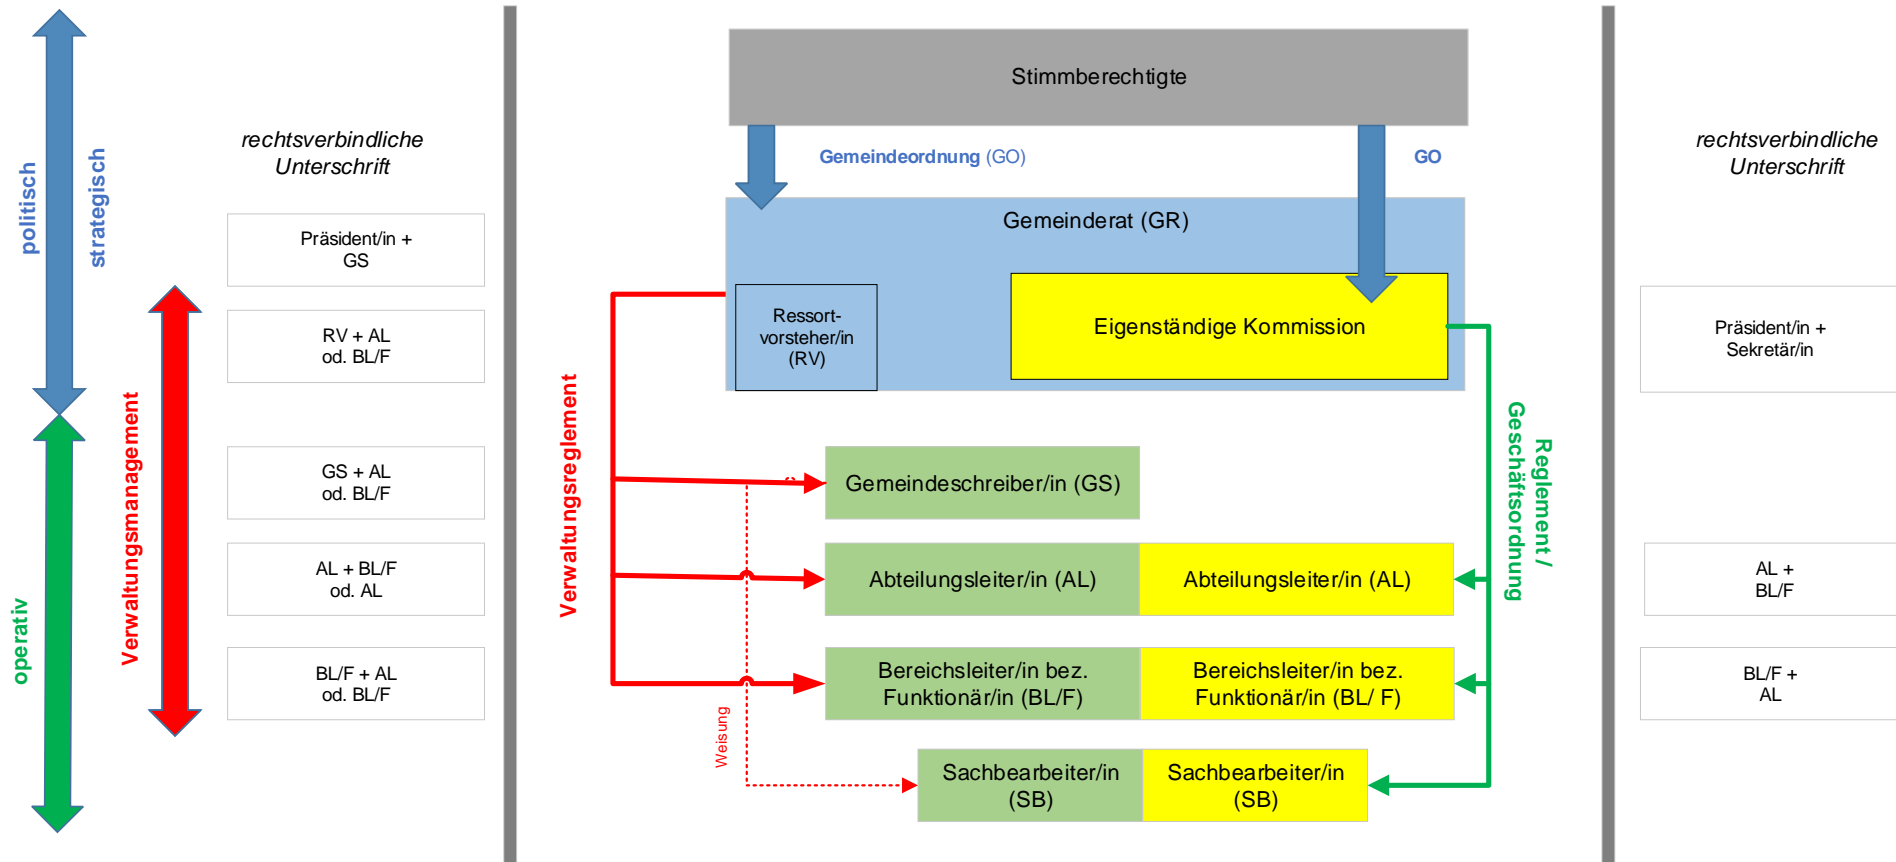 politisch
strategisch
operativ
Verwaltungsmanagement
rechtsverbindliche
Unterschrift
Präsident/in +
GS
RV + AL
od. BL/F
GS + AL
od. BL/F
AL + BL/F
od. AL
BL/F + AL
od. BL/F
Stimmberechtigte
Gemeindeordnung (GO)
GO
Gemeinderat (GR)
Ressort-
vorsteher/in
(RV)
Eigenständige Kommission
Verwaltungsreglement
Weisung
Gemeindeschreiber/in (GS)
Abteilungsleiter/in (AL)
Abteilungsleiter/in (AL)
Bereichsleiter/in bez.
Funktionär/in (BL/F)
Bereichsleiter/in bez.
Funktionär/in (BL/ F)
Sachbearbeiter/in
(SB)
Sachbearbeiter/in
(SB)
Reglement /
Geschäftsordnung
rechtsverbindliche
Unterschrift
Präsident/in +
Sekretär/in
AL +
BL/F
BL/F +
AL